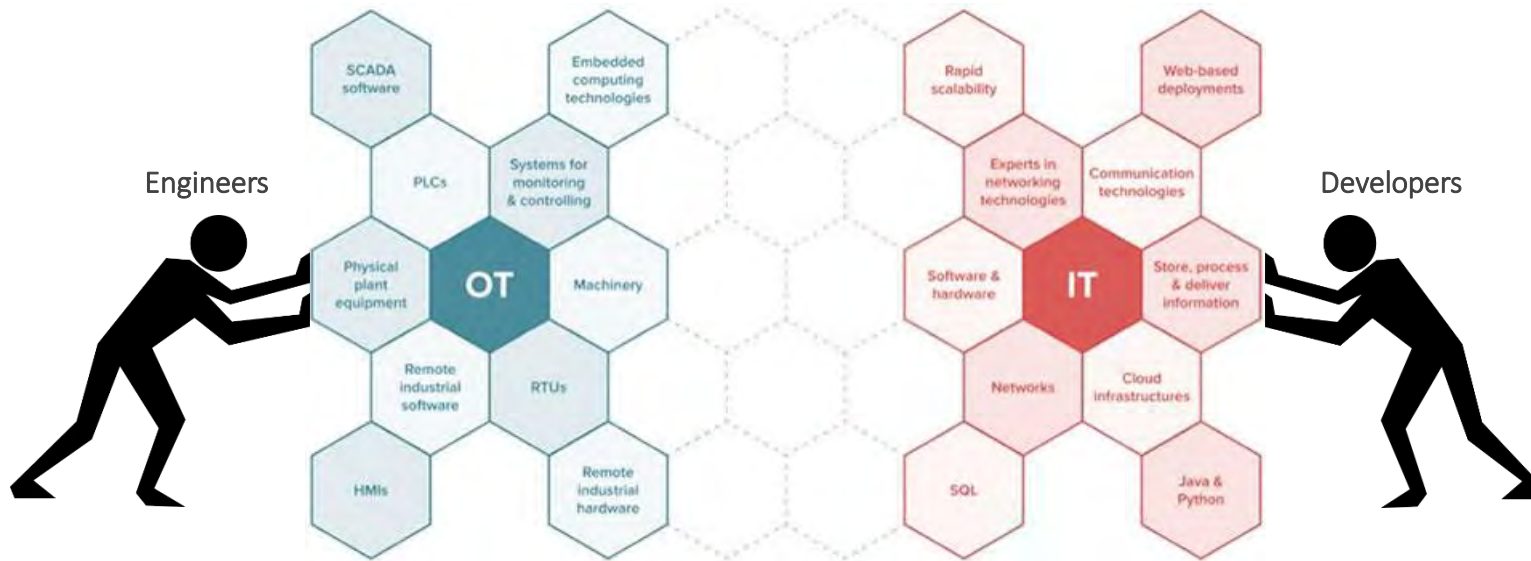 Engineers
SCADA
software
Embedded
computing
technologies
PLCs
Systems for
monitoring
& controlling
Physical
plant
equipment
OT
Machinery
Remote
industrial
software
RTUs
HMIs
Remote
industrial
hardware
Rapid
scalability
Web-based
deployments
Experts in
networking
technologies
Communication
technologies
Software &
hardware
IT
Store, process
& deliver
information
Networks
Cloud
infrastructures
SQL
Java &
Python
Developers